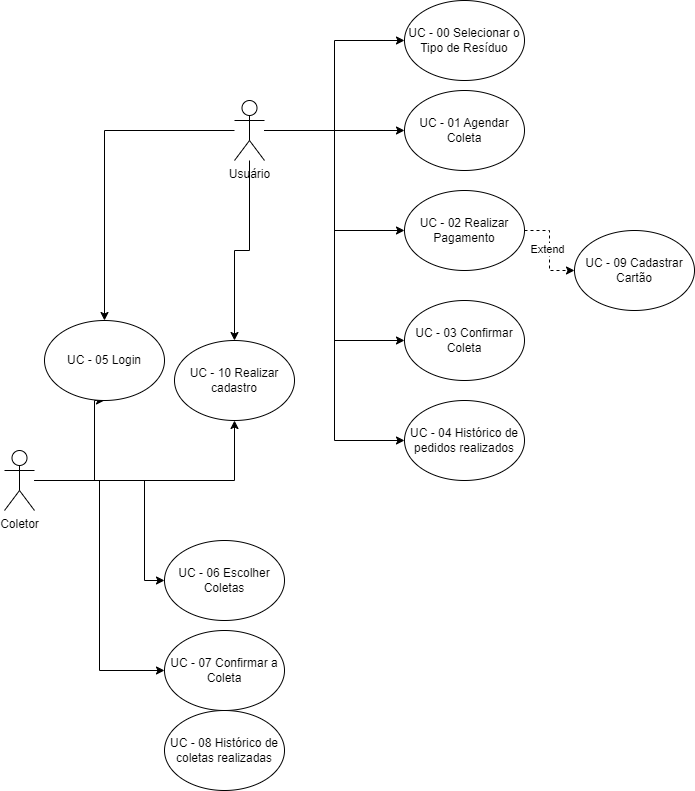 UC - 00 Selecionar o
Tipo de Resíduo
UC - 01 Agendar
Coleta
Usuário
UC - 02 Realizar
Pagamento
Extend
UC - 09 Cadastrar
Cartão
UC - 03 Confirmar
Coleta
UC - 05 Login
UC - 10 Realizar
cadastro
UC - 04 Histórico de
pedidos realizados
Coletor
UC - 06 Escolher
Coletas
UC - 07 Confirmar a
Coleta
UC - 08 Histórico de
coletas realizadas